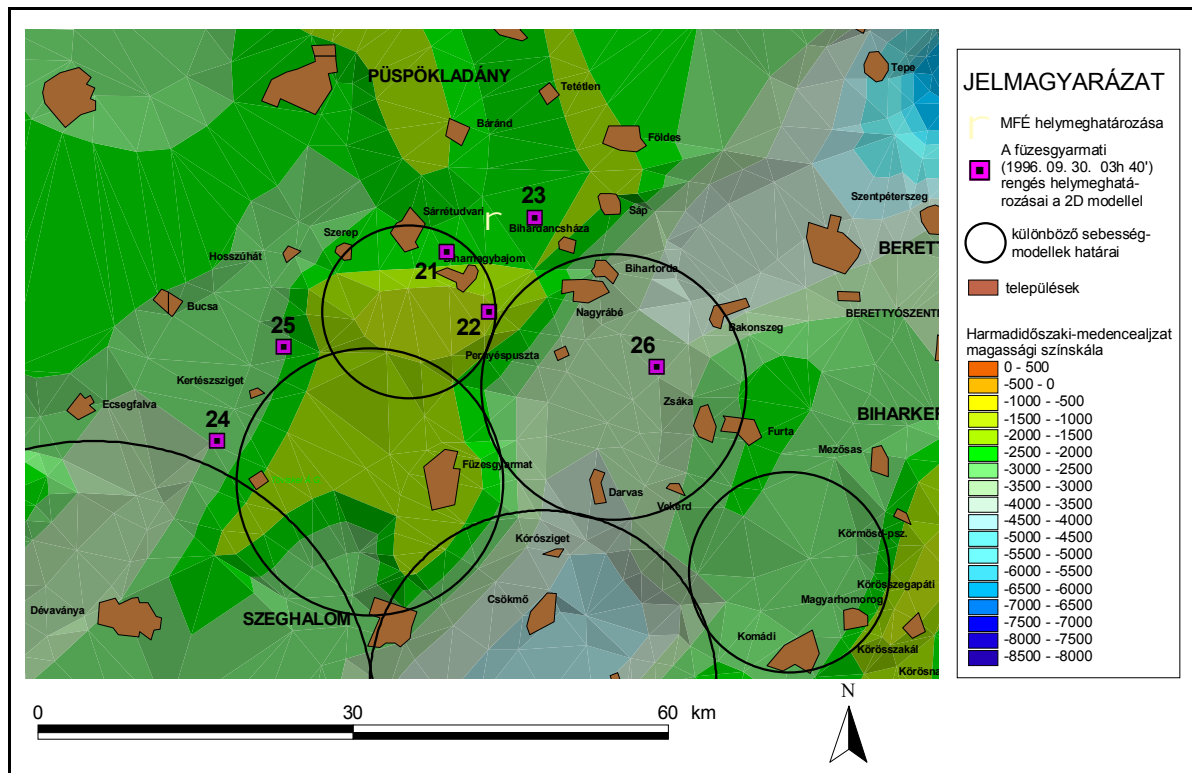 PÜSPÖKLADÁNY
Tepe
Tetétlen
Báránd
Földes
23
Sárrétudvari
Sáp
Szentpéterszeg
Szerep
Bihardancsháza
Hosszúhát
BERETT
21
Bihamagybajom
Bihartorda
Bucsa
Nagyrábé
BERETTYÓSZENTI
25
22
Bakonszeg
Pernyéspuszta
26
Kertészsziget
Ecsegfalva
Zsáka
BIHARKER
24
Furta
Mezősas
Füzesgyarmat
Darvas
Vekerd
Körmösd-psz.
Kórósziget
Körösszegapáti
Csökmő
Magyarhomorog
Dévaványa
SZEGHALOM
Komádi
Körösszakál
Körösna
0 30 60 km
N
JELMAGYARÁZAT
r MFÉ helymeghatározása
A füzesgyarmati
(1996. 09. 30. 03h 40')
rengés helymeghatá-
rozásai a 2D modellel
különböző sebesség-
modellek határai
települések
Harmadidőszaki-medencealjzat
magassági színskála
0 - 500
-500 - 0
-1000 - -500
-1500 - -1000
-2000 - -1500
-2500 - -2000
-3000 - -2500
-3500 - -3000
-4000 - -3500
-4500 - -4000
-5000 - -4500
-5500 - -5000
-6000 - -5500
-6500 - -6000
-7000 - -6500
-7500 - -7000
-8000 - -7500
-8500 - -8000